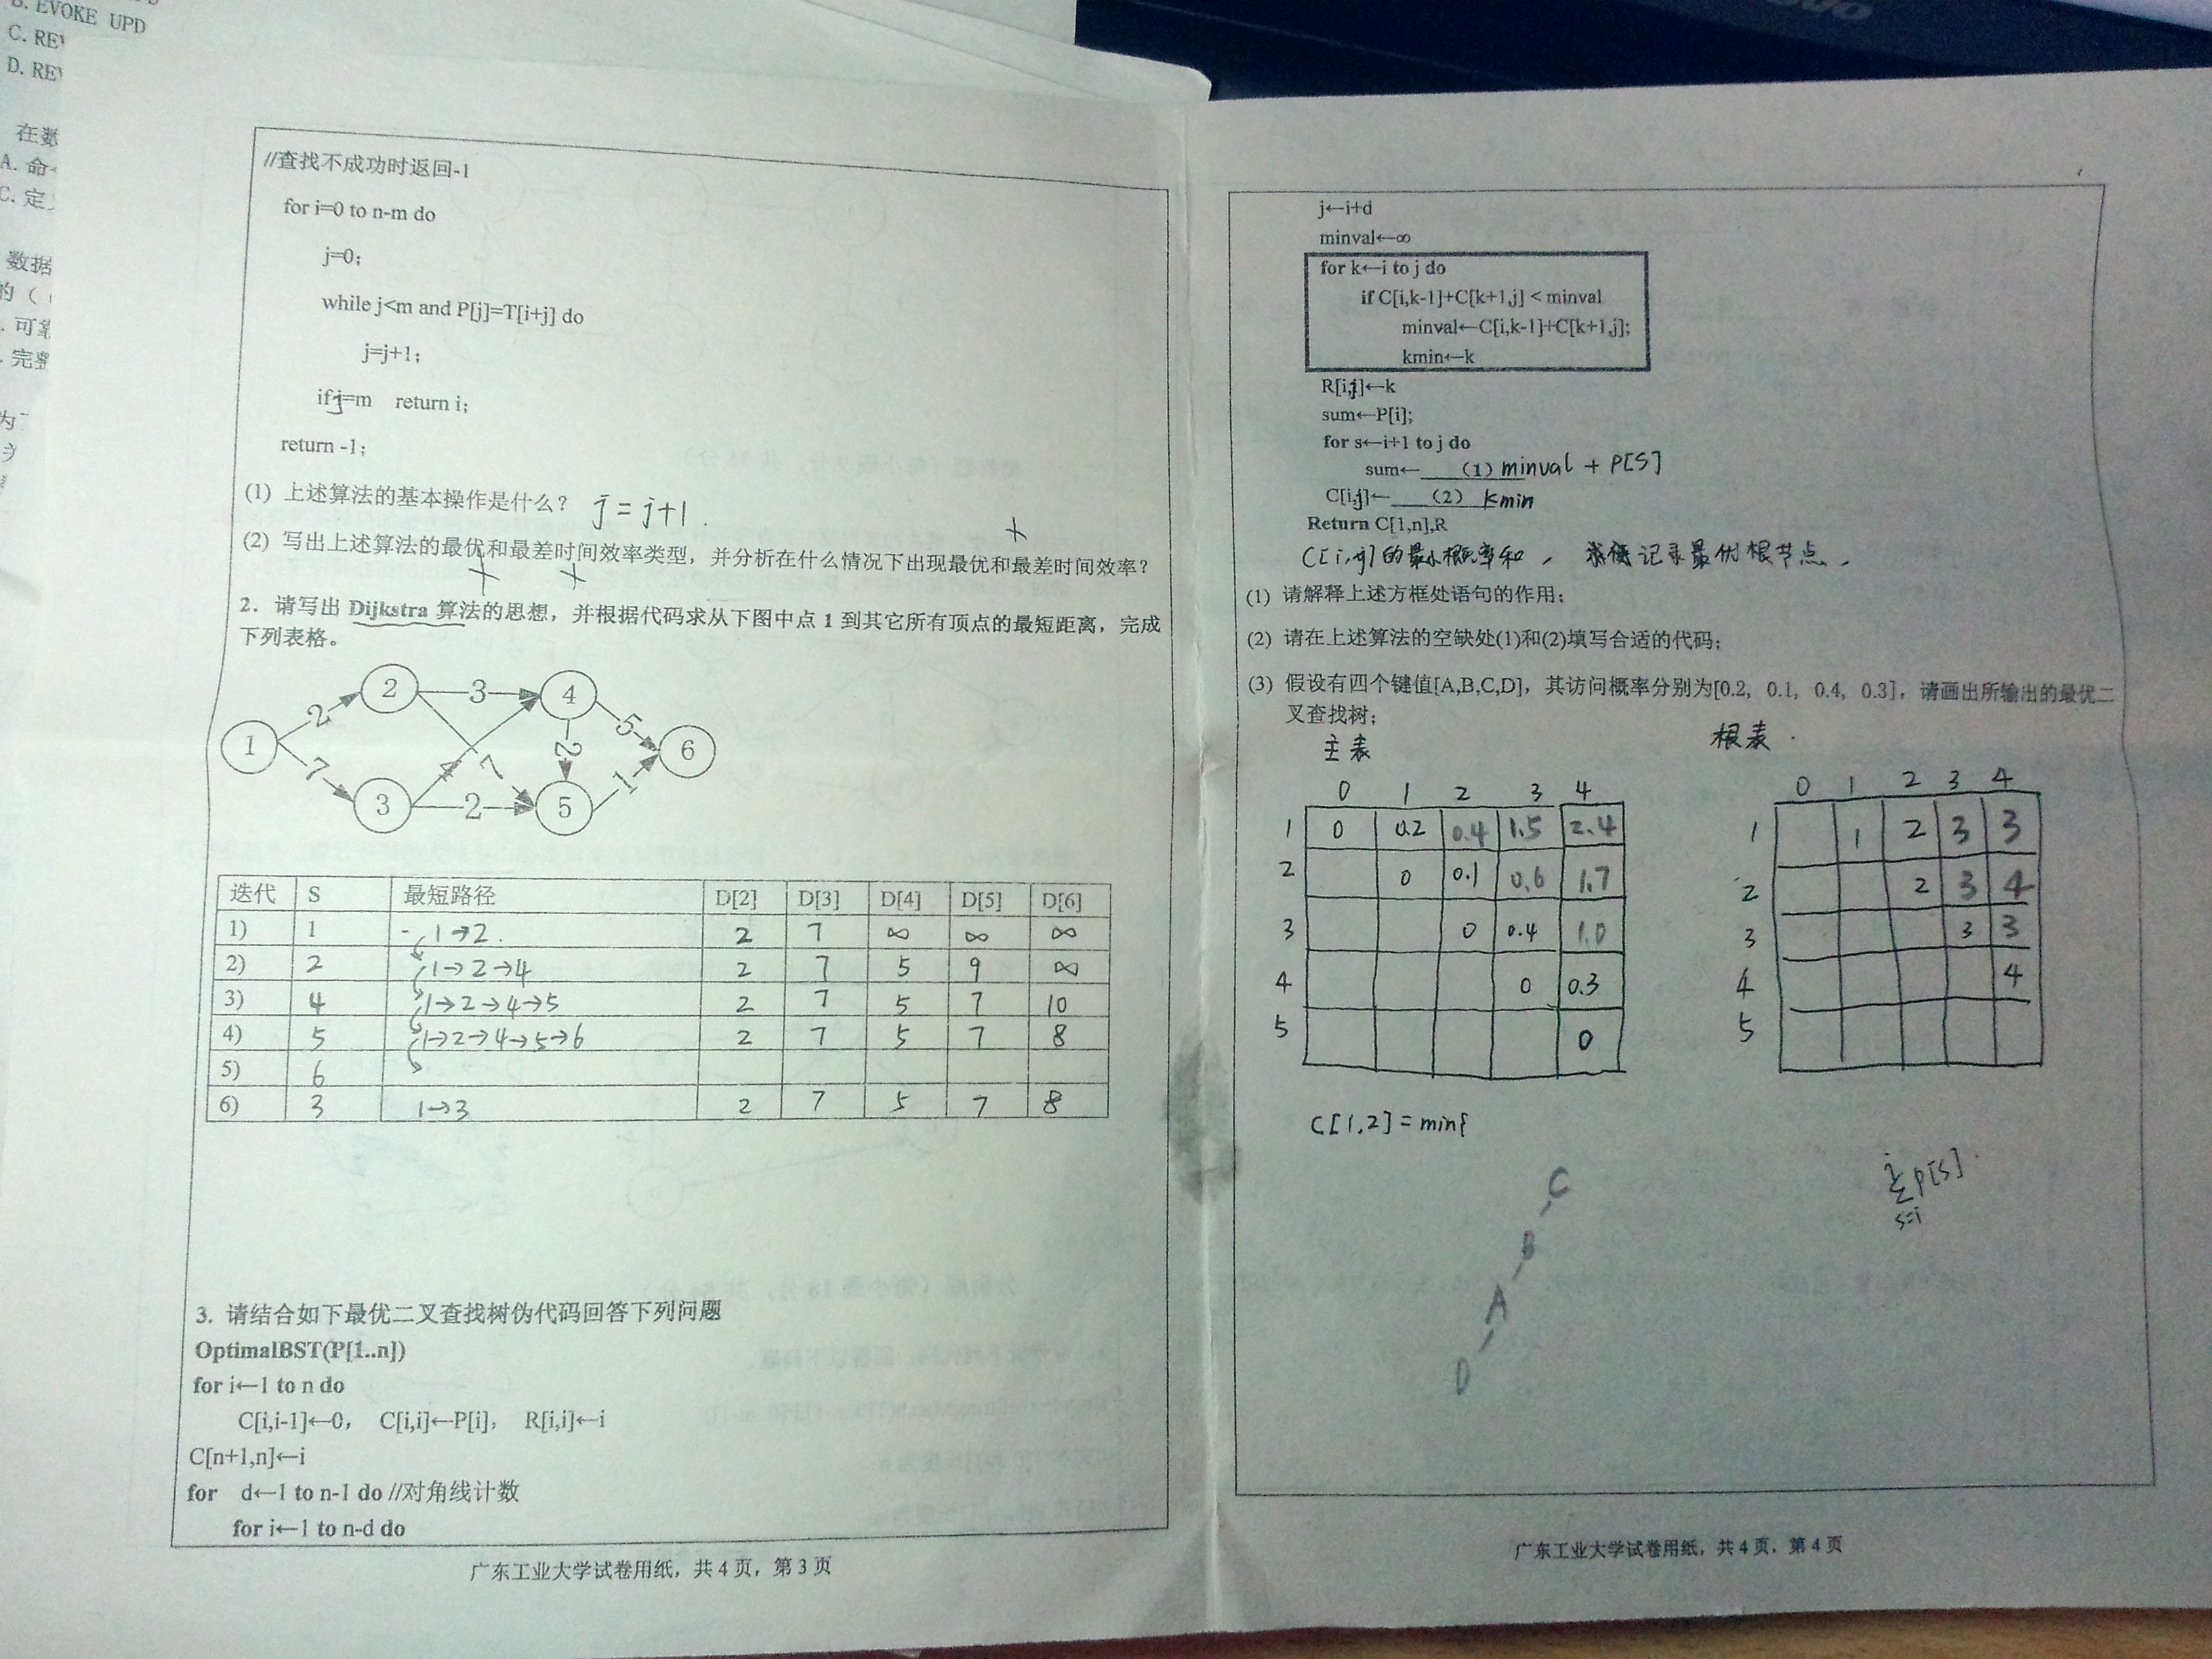 B. EVOKE UPD
C. REV
D. REV
在数
A. 命
C. 定
数据
的（
可靠
完整
//查找不成功时返回-1
for i=0 to n-m do
j=0;
while j<m and P[j]=T[i+j] do
j=j+1;
if j=m return i;
return -1;
(1) 上述算法的基本操作是什么？ j=j+1.
(2) 写出上述算法的最优和最差时间效率类型，并分析在什么情况下出现最优和最差时间效率？
2. 请写出 Dijkstra 算法的思想，并根据代码求从下图中点 1 到其它所有顶点的最短距离，完成
下列表格。
2 3 4
2 5
1 2 6
7 4 7 1
3 2 5
迭代 S 最短路径 D[2] D[3] D[4] D[5] D[6]
1) 1 - 1→2. 2 7 ∞ ∞ ∞
2) 2 1→2→4 2 7 5 9 ∞
3) 4 1→2→4→5 2 7 5 7 10
4) 5 1→2→4→5→6 2 7 5 7 8
5) 6
6) 3 1→3 2 7 5 7 8
3. 请结合如下最优二叉查找树伪代码回答下列问题
OptimalBST(P[1..n])
for i←1 to n do
C[i,i-1]←0, C[i,i]←P[i], R[i,i]←i
C[n+1,n]←i
for d←1 to n-1 do //对角线计数
for i←1 to n-d do
广东工业大学试卷用纸，共 4 页，第 3 页
j←i+d
minval←∞
for k←i to j do
if C[i,k-1]+C[k+1,j] < minval
minval←C[i,k-1]+C[k+1,j];
kmin←k
R[i,j]←k
sum←P[i];
for s←i+1 to j do
sum← (1) minval + P[S]
C[i,j]← (2) kmin
Return C[1,n],R
C[i,j]的最小概率和， 记录最优根节点.
(1) 请解释上述方框处语句的作用；
(2) 请在上述算法的空缺处(1)和(2)填写合适的代码；
(3) 假设有四个键值[A,B,C,D]，其访问概率分别为[0.2, 0.1, 0.4, 0.3]，请画出所输出的最优二
叉查找树；
主表 根表.
0 1 2 3 4
1 0 0.2 0.4 1.5 2.4
2 0 0.1 0.6 1.7
3 0 0.4 1.0
4 0 0.3
5 0
0 1 2 3 4
1 1 2 3 3
2 2 3 4
3 3 3
4 4
5
C[1,2] = min{
C
B
A
D
j
∑ P[S].
s=i
广东工业大学试卷用纸，共 4 页，第 4 页